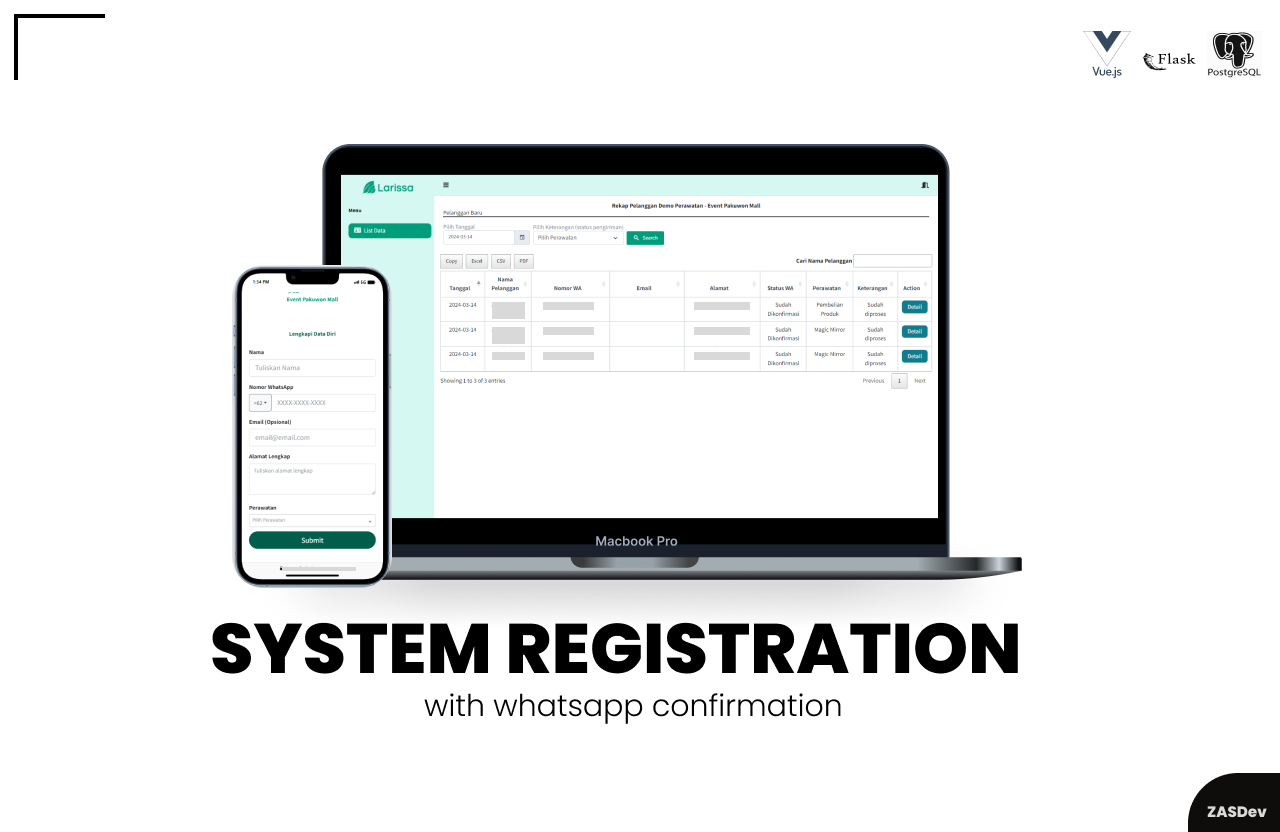 Vue.js
Flask
PostgreSQL
Larissa
Menu
List Data
Rekap Pelanggan Demo Perawatan - Event Pakuwon Mall
Pelanggan Baru
Pilih Tanggal
Pilih Keterangan (status pengiriman)
2024-03-14
Pilih Perawatan
Search
Copy Excel CSV PDF
Cari Nama Pelanggan
Tanggal Nama Pelanggan Nomor WA Email Alamat Status WA Perawatan Keterangan Action
2024-03-14 Sudah Dikonfirmasi Pembelian Produk Sudah diproses Detail
2024-03-14 Sudah Dikonfirmasi Magic Mirror Sudah diproses Detail
2024-03-14 Sudah Dikonfirmasi Magic Mirror Sudah diproses Detail
Showing 1 to 3 of 3 entries
Previous 1 Next
Macbook Pro
1:54 PM
5G
Event Pakuwon Mall
Lengkapi Data Diri
Nama
Tuliskan Nama
Nomor WhatsApp
+62 XXXX-XXXX-XXXX
Email (Opsional)
email@email.com
Alamat Lengkap
Tuliskan alamat lengkap
Perawatan
Pilih Perawatan
Submit
SYSTEM REGISTRATION
with whatsapp confirmation
ZASDev